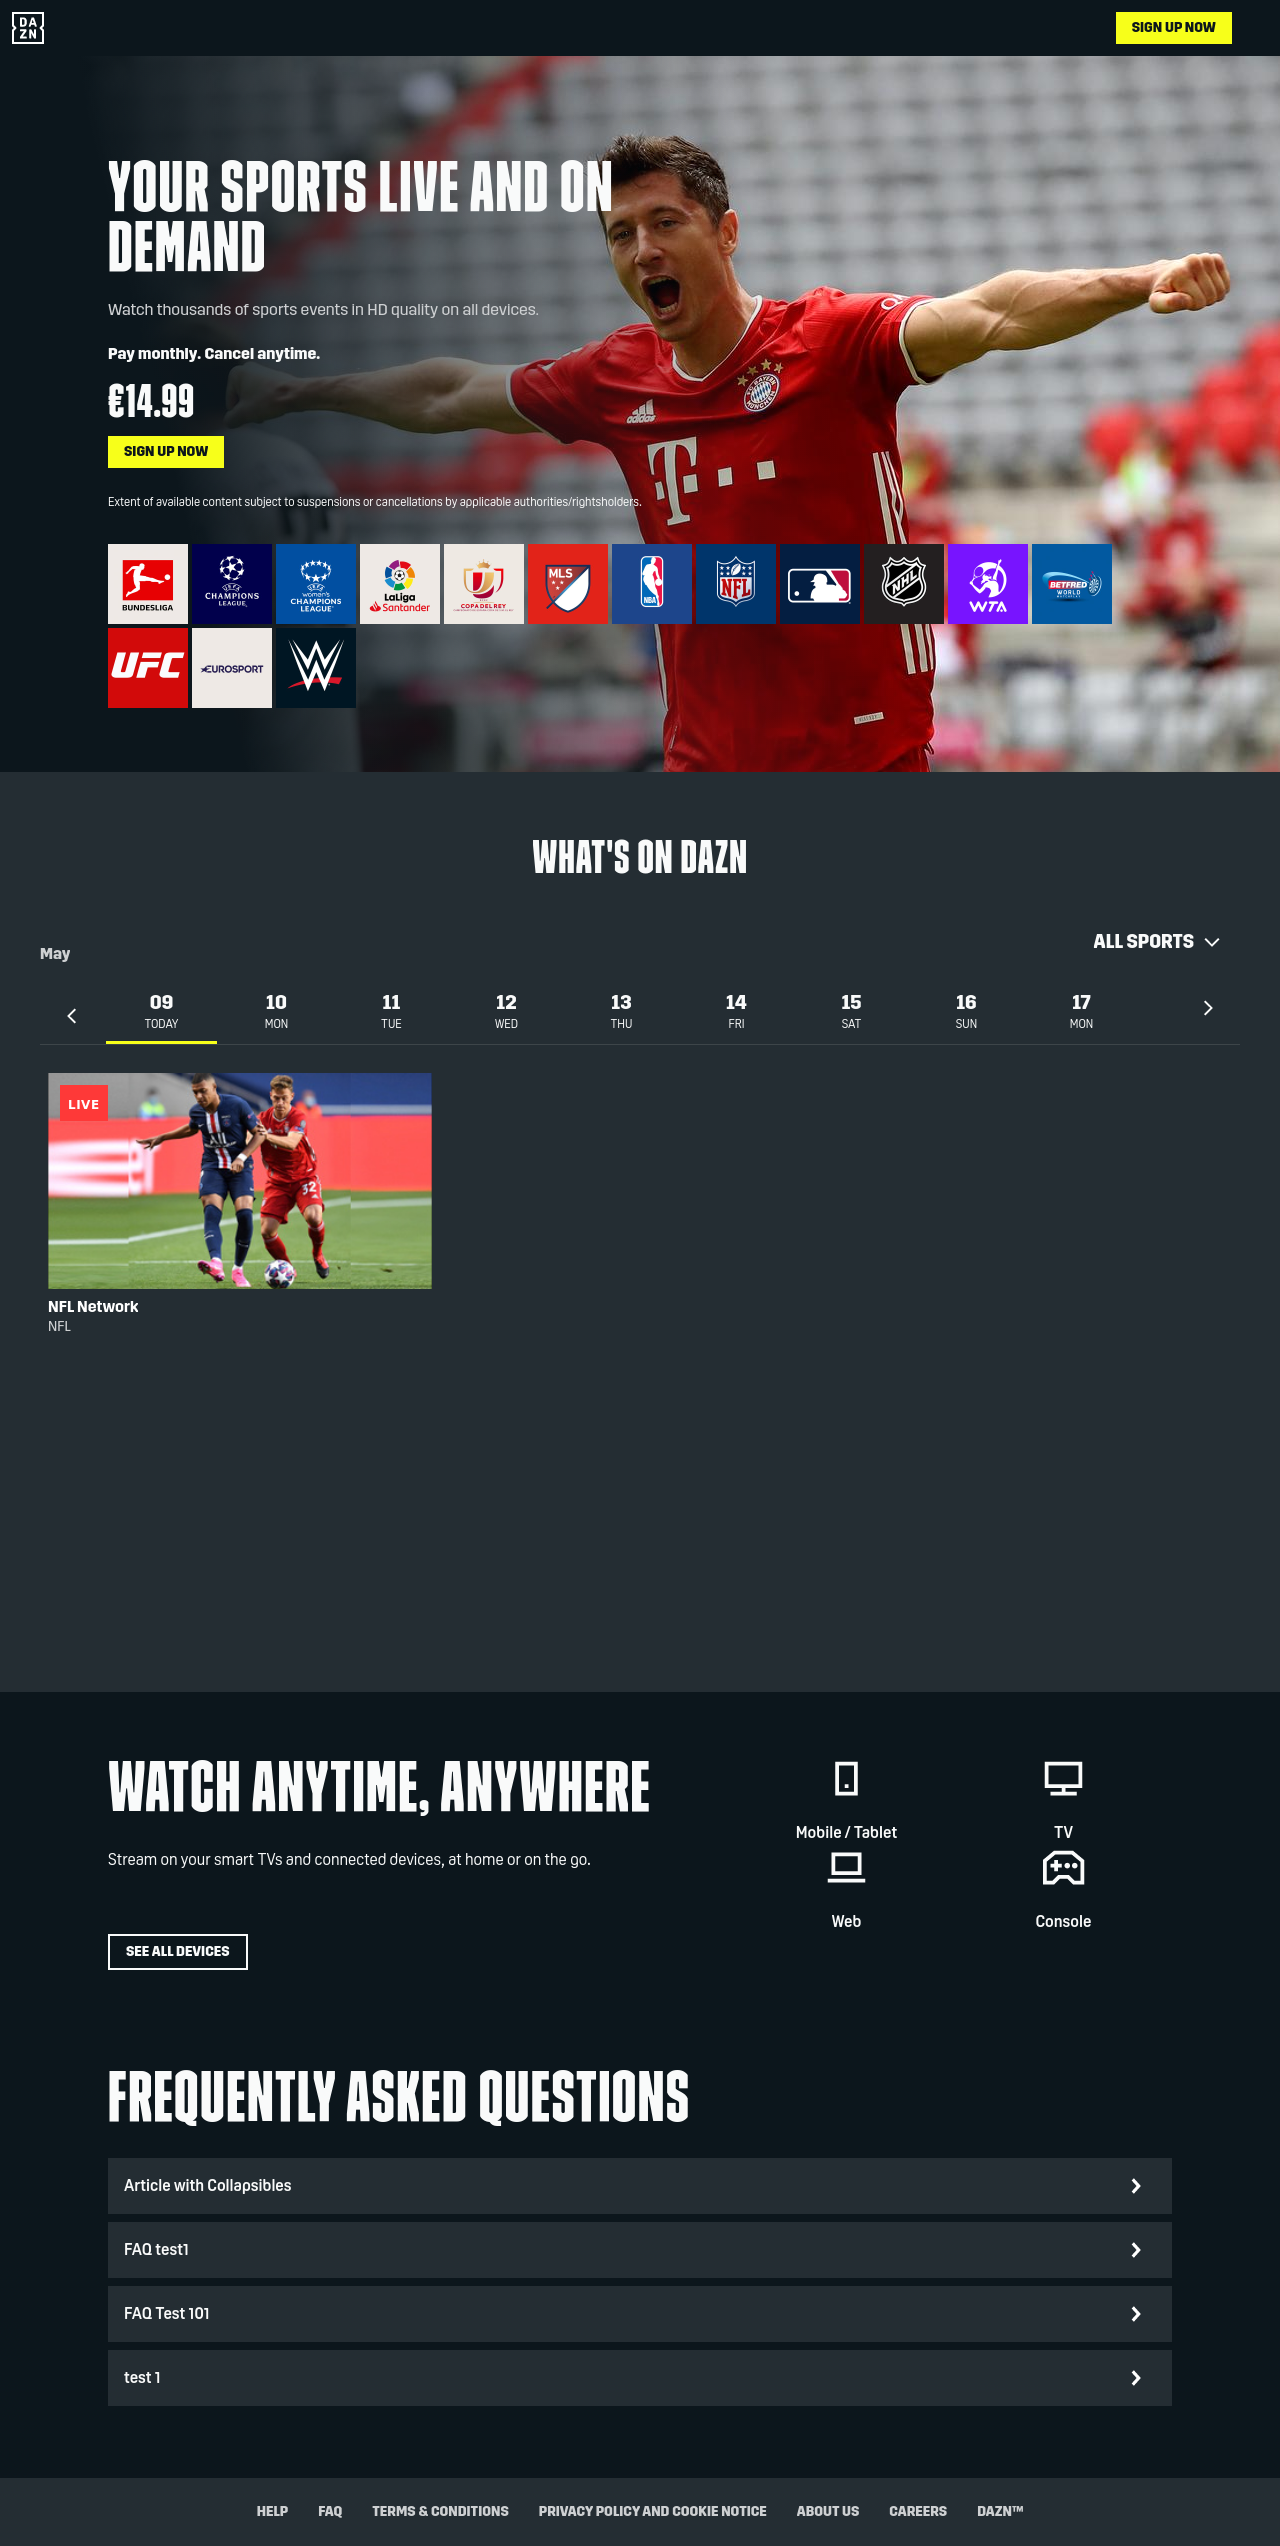 DA
ZN
SIGN UP NOW
YOUR SPORTS LIVE AND ON
DEMAND
Watch thousands of sports events in HD quality on all devices.
Pay monthly. Cancel anytime.
€14.99
SIGN UP NOW
Extent of available content subject to suspensions or cancellations by applicable authorities/rightsholders.
BUNDESLIGA
UEFA
CHAMPIONS
LEAGUE
UEFA
women's
CHAMPIONS
LEAGUE
LaLiga
Santander
COPA DEL REY
MLS
NBA
NFL
NHL
WTA
BETFRED
WORLD
UFC
EUROSPORT
W
WHAT'S ON DAZN
ALL SPORTS
May
09
TODAY
10
MON
11
TUE
12
WED
13
THU
14
FRI
15
SAT
16
SUN
17
MON
LIVE
32
NFL Network
NFL
WATCH ANYTIME, ANYWHERE
Stream on your smart TVs and connected devices, at home or on the go.
SEE ALL DEVICES
Mobile / Tablet
TV
Web
Console
FREQUENTLY ASKED QUESTIONS
Article with Collapsibles
FAQ test1
FAQ Test 101
test 1
HELP FAQ TERMS & CONDITIONS PRIVACY POLICY AND COOKIE NOTICE ABOUT US CAREERS DAZN™